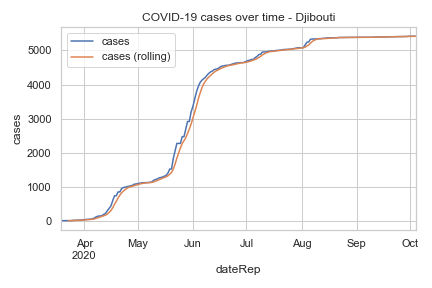 COVID-19 cases over time - Djibouti
cases
cases (rolling)
5000
4000
3000
2000
1000
0
cases
Apr
2020
May
Jun
Jul
Aug
Sep
Oct
dateRep